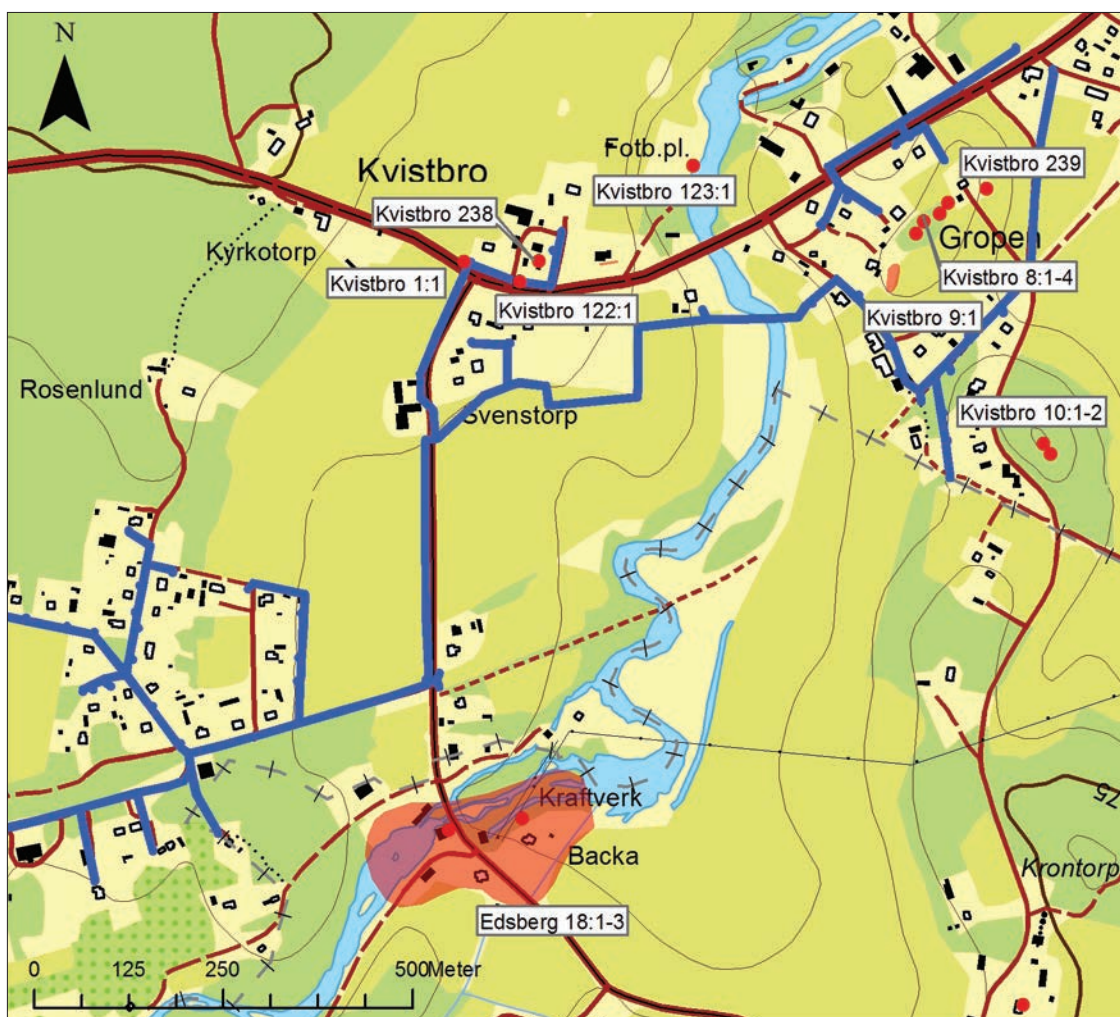 N
Fotb.pl.
Kvistbro
Kvistbro 239
Kvistbro 123:1
Kvistbro 238
Gropen
Kyrkotorp
Kvistbro 1:1
Kvistbro 8:1-4
Kvistbro 122:1
Kvistbro 9:1
Rosenlund
Svenstorp
Kvistbro 10:1-2
Kraftverk
75
Backa
Krontorp
Edsberg 18:1-3
0 125 250 500Meter